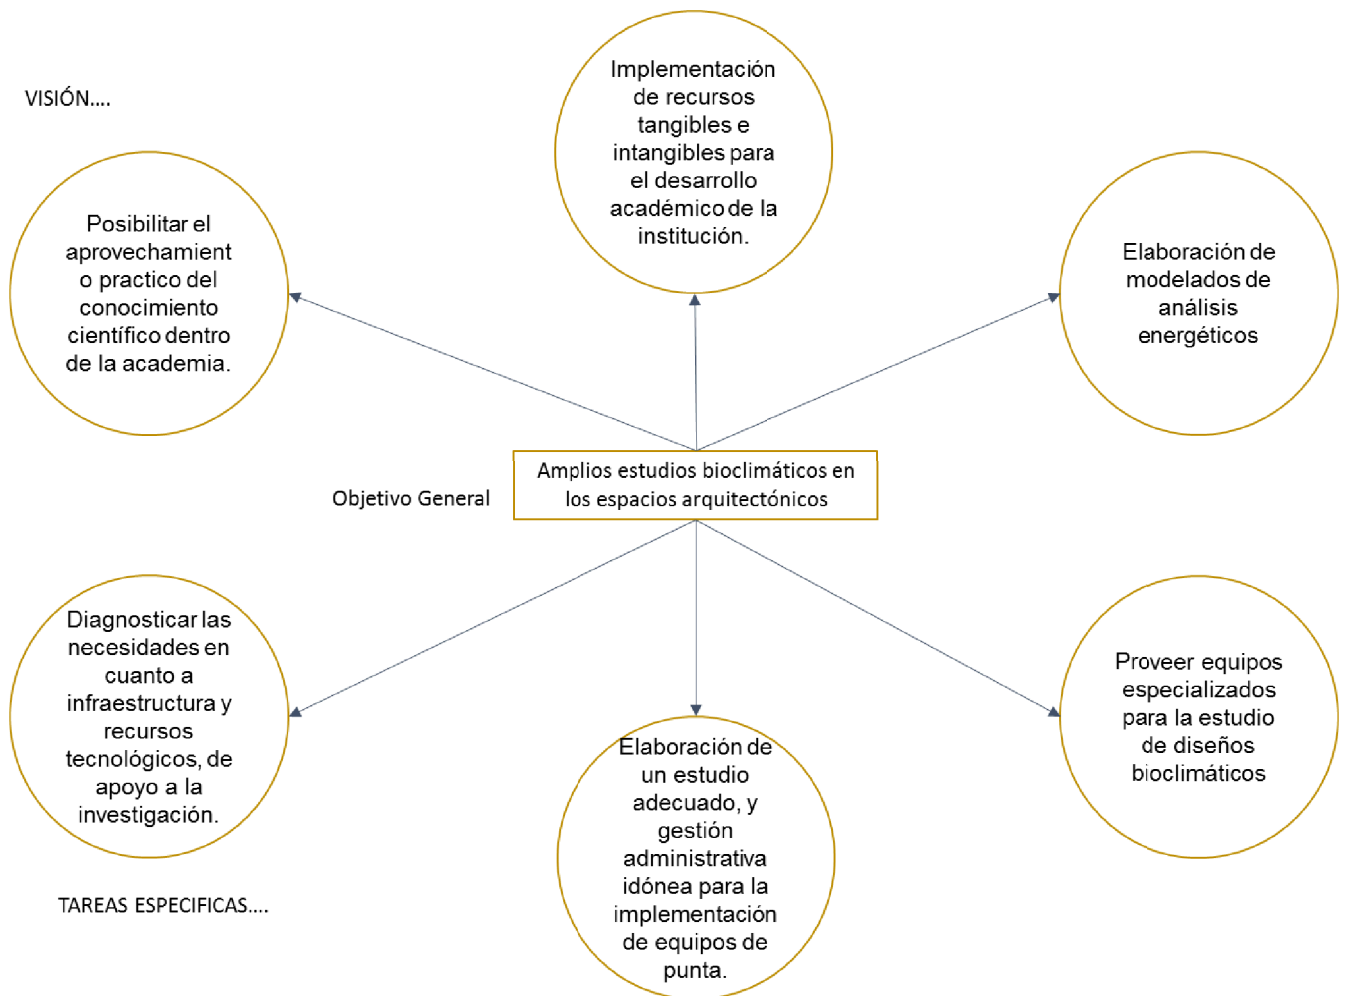 VISIÓN....
Implementación
de recursos
tangibles e
intangibles para
el desarrollo
académico de la
institución.
Posibilitar el
aprovechamient
o practico del
conocimiento
científico dentro
de la academia.
Elaboración de
modelados de
análisis
energéticos
Objetivo General
Amplios estudios bioclimáticos en
los espacios arquitectónicos
Diagnosticar las
necesidades en
cuanto a
infraestructura y
recursos
tecnológicos, de
apoyo a la
investigación.
Elaboración de
un estudio
adecuado, y
gestión
administrativa
idónea para la
implementación
de equipos de
punta.
Proveer equipos
especializados
para la estudio
de diseños
bioclimáticos
TAREAS ESPECIFICAS....